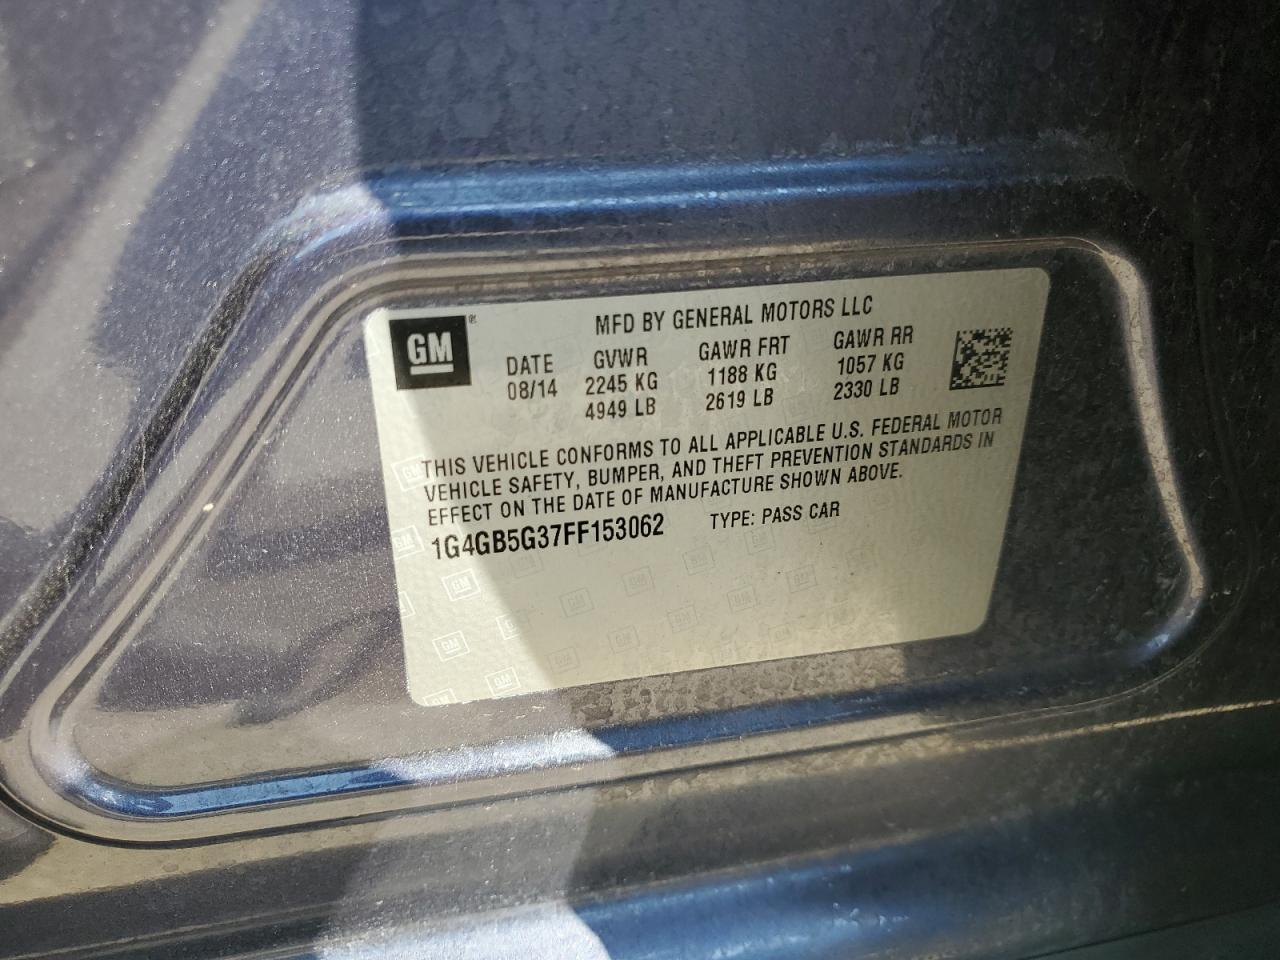 GM®
MFD BY GENERAL MOTORS LLC
DATE GVWR GAWR FRT GAWR RR
08/14 2245 KG 1188 KG 1057 KG
4949 LB 2619 LB 2330 LB
THIS VEHICLE CONFORMS TO ALL APPLICABLE U.S. FEDERAL MOTOR
VEHICLE SAFETY, BUMPER, AND THEFT PREVENTION STANDARDS IN
EFFECT ON THE DATE OF MANUFACTURE SHOWN ABOVE.
1G4GB5G37FF153062 TYPE: PASS CAR